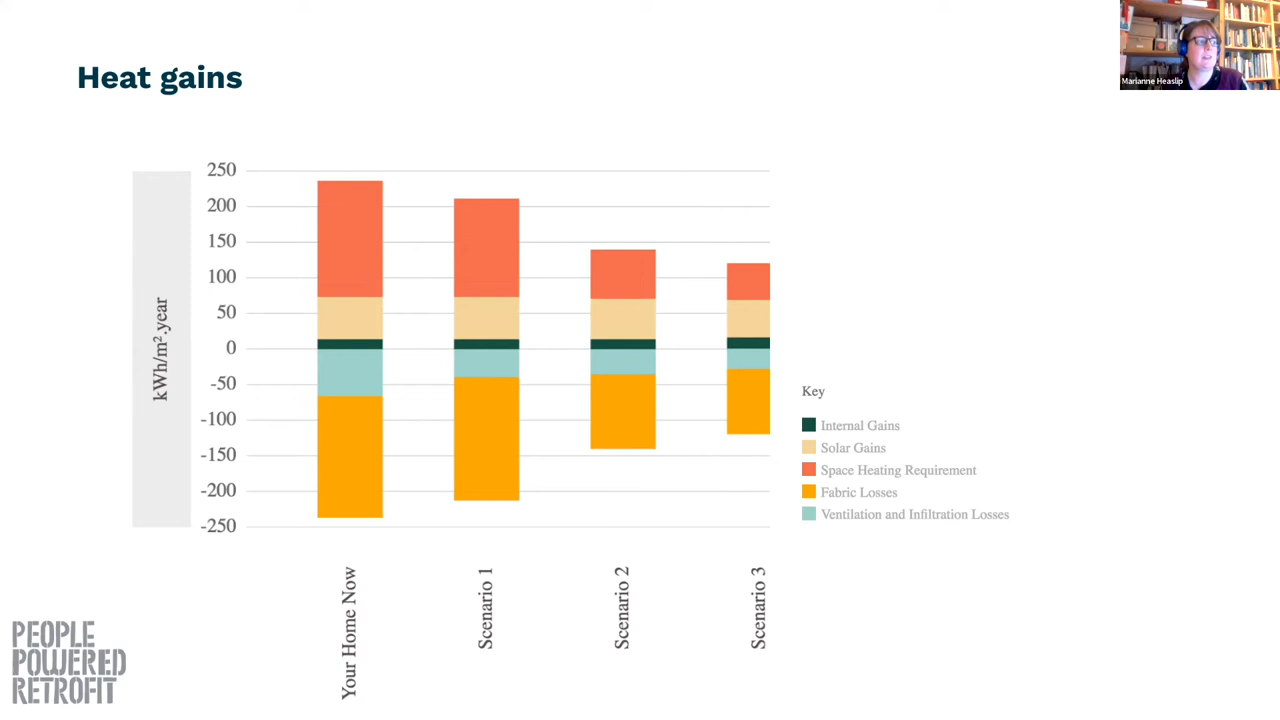 Heat gains
Marianne Heaslip
250
200
150
100
50
0
-50
-100
-150
-200
-250
kWh/m².year
Your Home Now
Scenario 1
Scenario 2
Scenario 3
Key
Internal Gains
Solar Gains
Space Heating Requirement
Fabric Losses
Ventilation and Infiltration Losses
PEOPLE
POWERED
RETROFIT